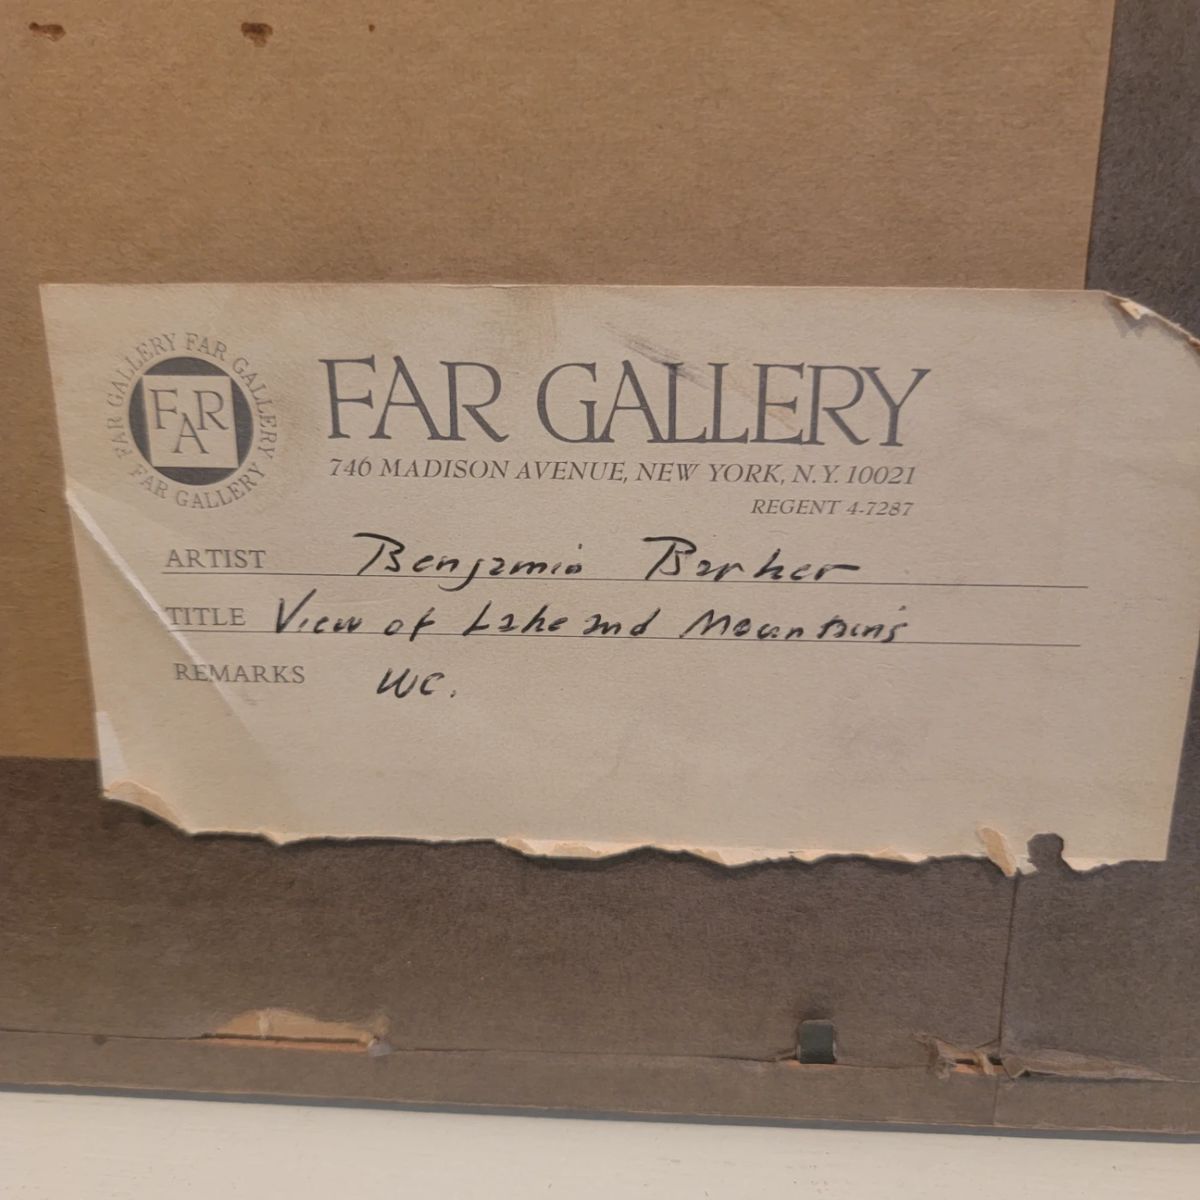 FAR GALLERY FAR GALLERY FAR GALLERY
FAR
FAR GALLERY
746 MADISON AVENUE, NEW YORK, N.Y. 10021
REGENT 4-7287
ARTIST Benjamin Barker
TITLE View of Lake and Mountains
REMARKS WC.